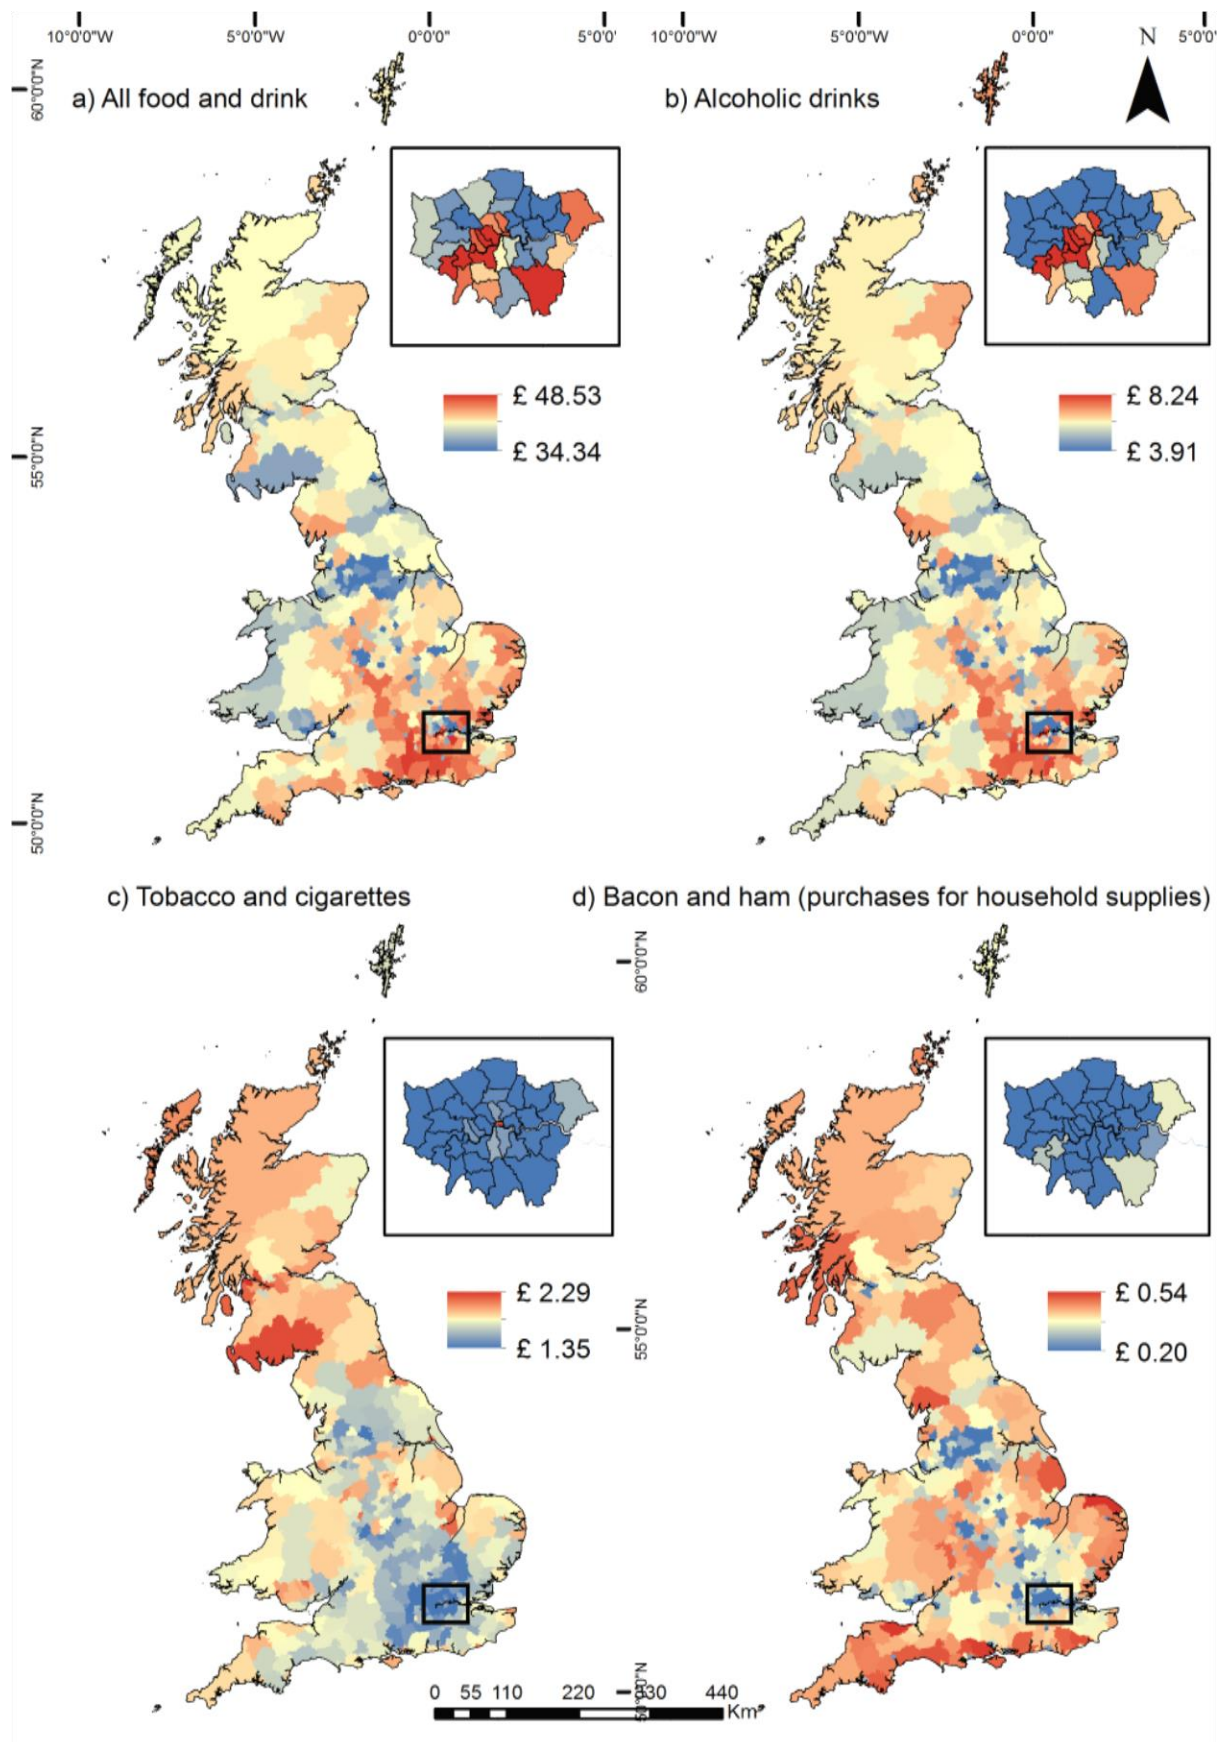 10°0'0"W 5°0'0"W 0°0'0" 5°0'0' 10°0'0"W 5°0'0"W 0°0'0" 5°0'0'
N
60°0'0"N
a) All food and drink b) Alcoholic drinks
£ 48.53 £ 8.24
£ 34.34 £ 3.91
55°0'0"N
50°0'0"N
c) Tobacco and cigarettes d) Bacon and ham (purchases for household supplies)
60°0'0"N
£ 2.29 £ 0.54
£ 1.35 £ 0.20
55°0'0"N
50°0'0"N
0 55 110 220 330 440
Km